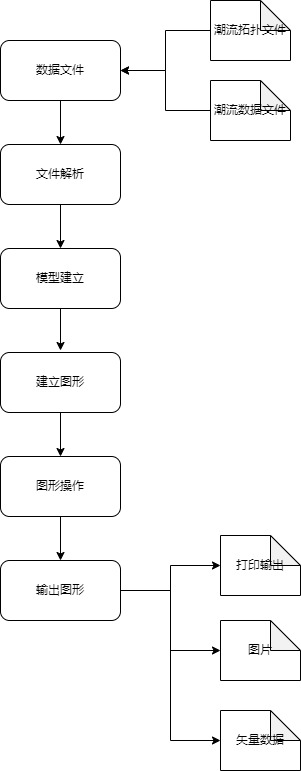 潮流拓扑文件
数据文件
潮流数据文件
文件解析
模型建立
建立图形
图形操作
输出图形
打印输出
图片
矢量数据